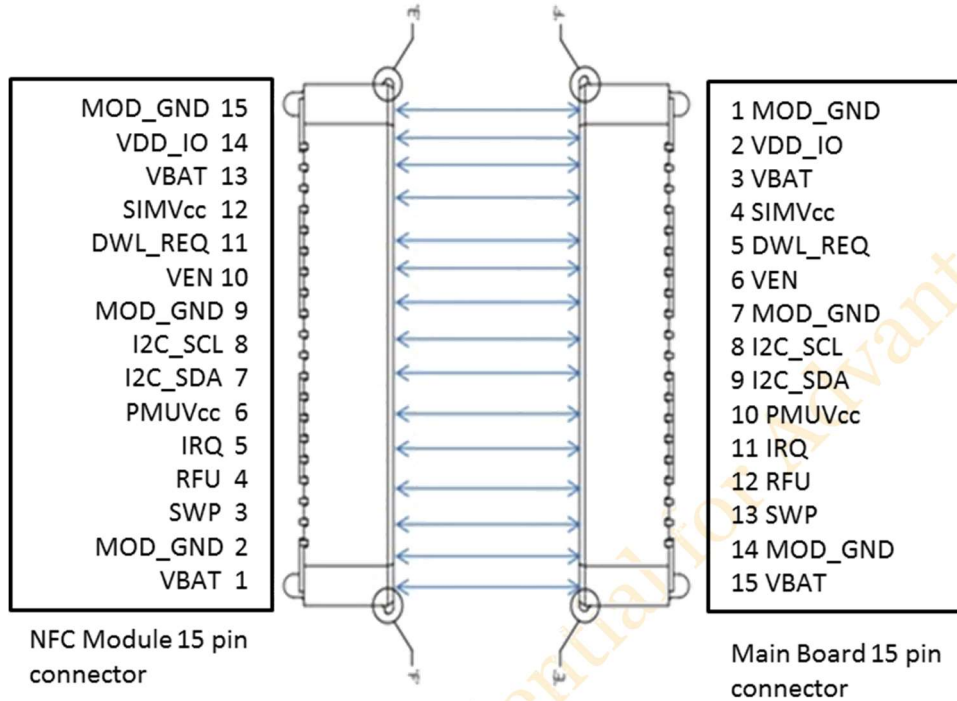 MOD_GND 15
VDD_IO 14
VBAT 13
SIMVcc 12
DWL_REQ 11
VEN 10
MOD_GND 9
I2C_SCL 8
I2C_SDA 7
PMUVcc 6
IRQ 5
RFU 4
SWP 3
MOD_GND 2
VBAT 1
NFC Module 15 pin
connector
1 MOD_GND
2 VDD_IO
3 VBAT
4 SIMVcc
5 DWL_REQ
6 VEN
7 MOD_GND
8 I2C_SCL
9 I2C_SDA
10 PMUVcc
11 IRQ
12 RFU
13 SWP
14 MOD_GND
15 VBAT
Main Board 15 pin
connector
for Advant